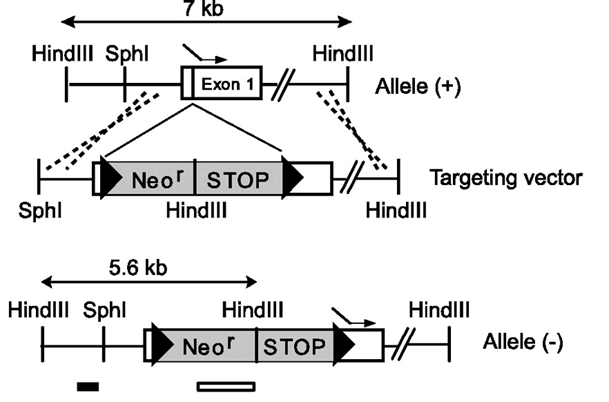 7 kb
HindIII SphI HindIII
Exon 1
Allele (+)
Neo^r STOP
Targeting vector
SphI HindIII HindIII
5.6 kb
HindIII SphI HindIII HindIII
Neo^r STOP
Allele (-)